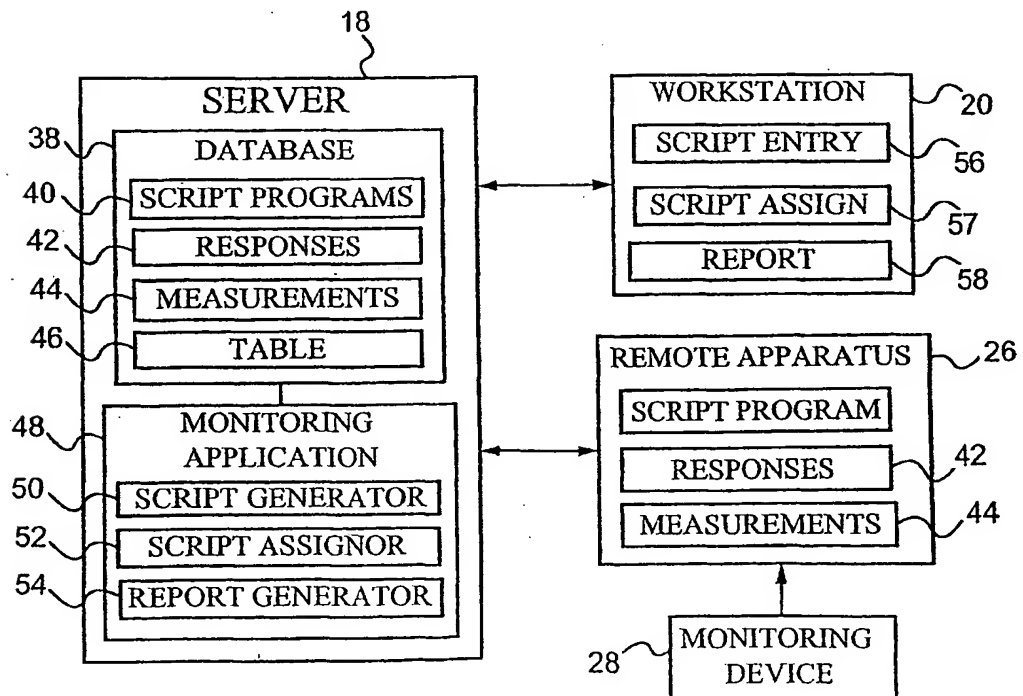 18
SERVER
38
DATABASE
40
SCRIPT PROGRAMS
42
RESPONSES
44
MEASUREMENTS
46
TABLE
48
MONITORING
APPLICATION
50
SCRIPT GENERATOR
52
SCRIPT ASSIGNOR
54
REPORT GENERATOR
WORKSTATION
20
SCRIPT ENTRY
56
SCRIPT ASSIGN
57
REPORT
58
REMOTE APPARATUS
26
SCRIPT PROGRAM
RESPONSES
42
MEASUREMENTS
44
28
MONITORING
DEVICE